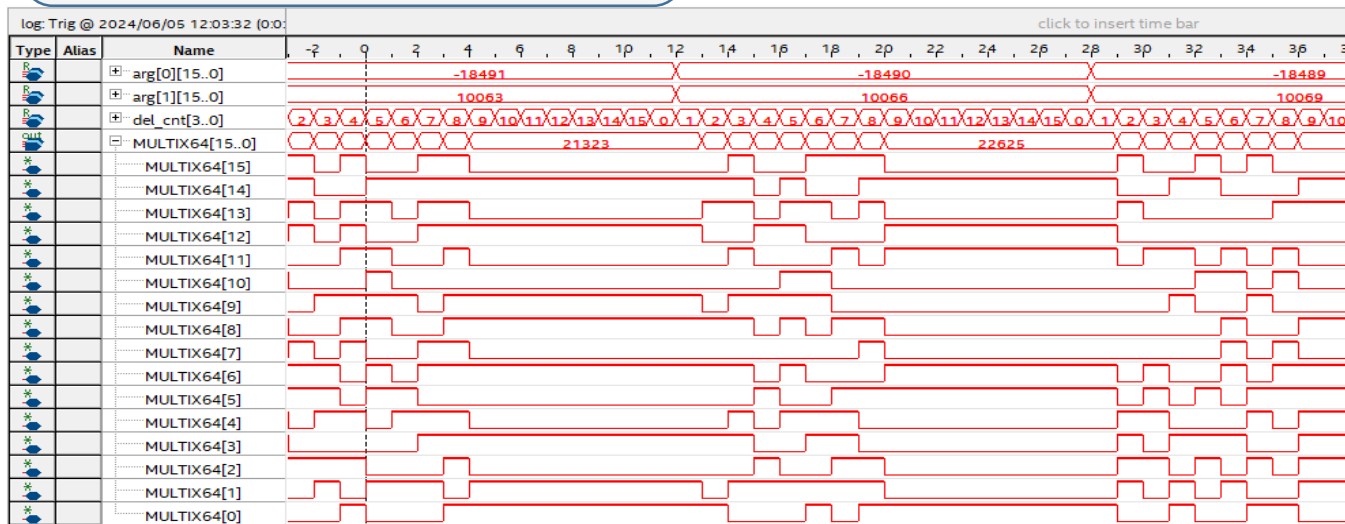 log: Trig @ 2024/06/05 12:03:32 (0:0:
click to insert time bar
Type Alias Name -2 0 2 4 6 8 10 12 14 16 18 20 22 24 26 28 30 32 34 36 3
R arg[0][15..0] -18491 -18490 -18489
R arg[1][15..0] 10063 10066 10069
R del_cnt[3..0] 2 3 4 5 6 7 8 9 10 11 12 13 14 15 0 1 2 3 4 5 6 7 8 9 10 11 12 13 14 15 0 1 2 3 4 5 6 7 8 9 10
out MULTIX64[15..0] 21323 22625
* MULTIX64[15]
* MULTIX64[14]
* MULTIX64[13]
* MULTIX64[12]
* MULTIX64[11]
* MULTIX64[10]
* MULTIX64[9]
* MULTIX64[8]
* MULTIX64[7]
* MULTIX64[6]
* MULTIX64[5]
* MULTIX64[4]
* MULTIX64[3]
* MULTIX64[2]
* MULTIX64[1]
* MULTIX64[0]